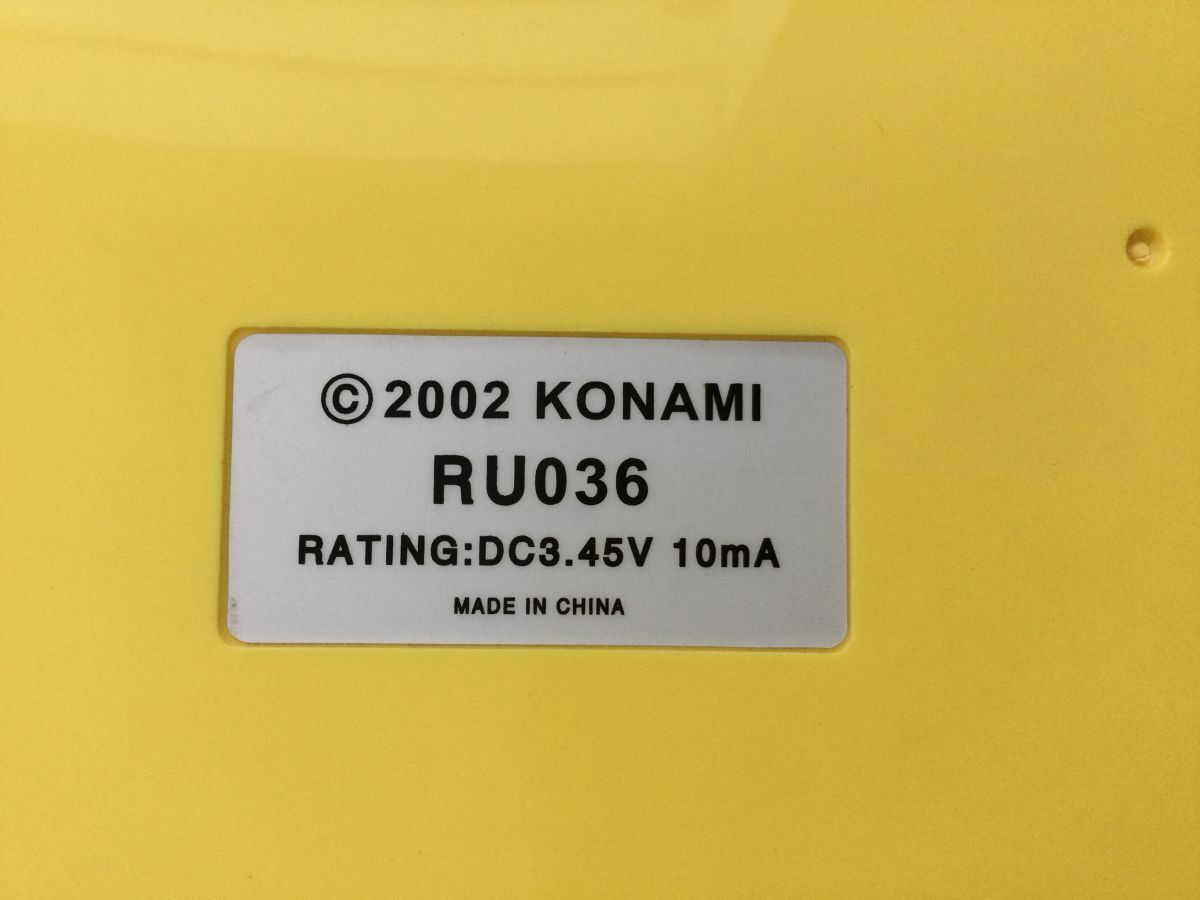 ©2002 KONAMI
RU036
RATING:DC3.45V 10mA
MADE IN CHINA